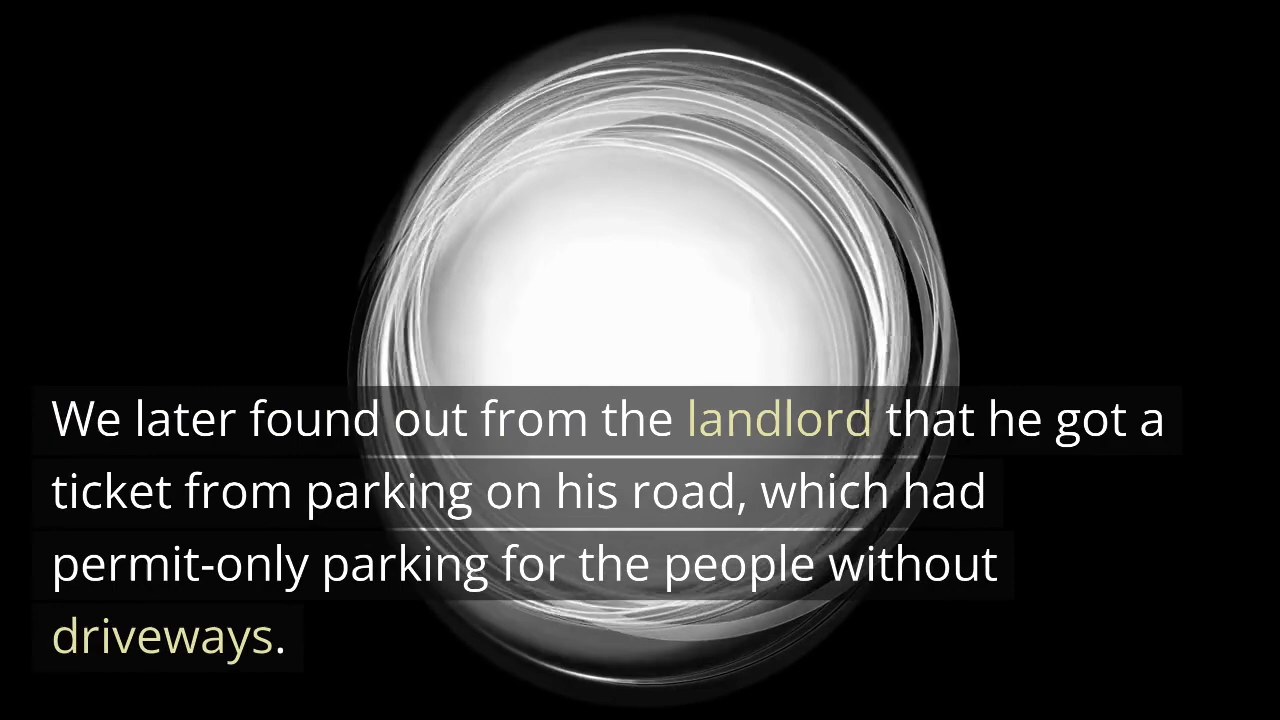 We later found out from the landlord that he got a
ticket from parking on his road, which had
permit-only parking for the people without
driveways.